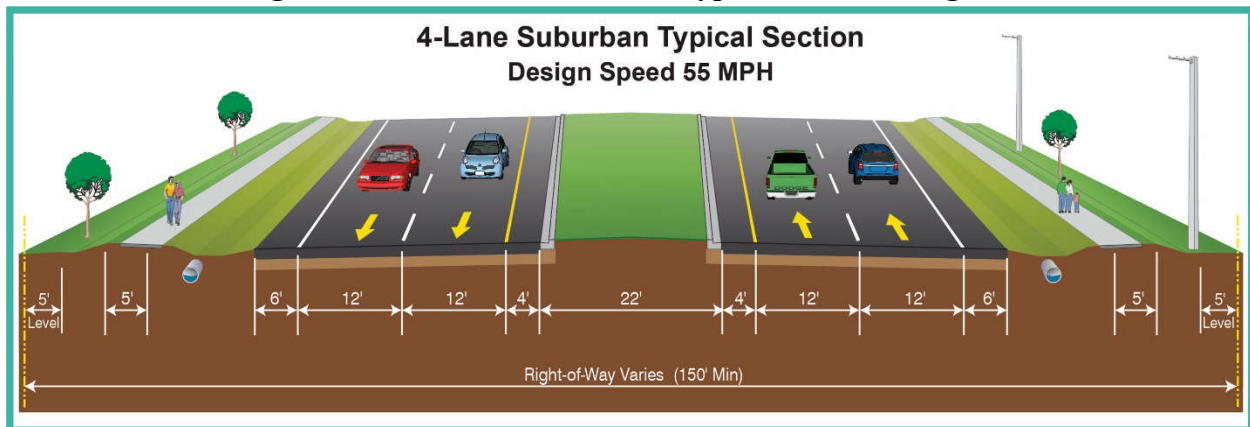 4-Lane Suburban Typical Section
Design Speed 55 MPH
5' 5' 6' 12' 12' 4' 22' 4' 12' 12' 6' 5' 5'
Level Level
Right-of-Way Varies (150' Min)